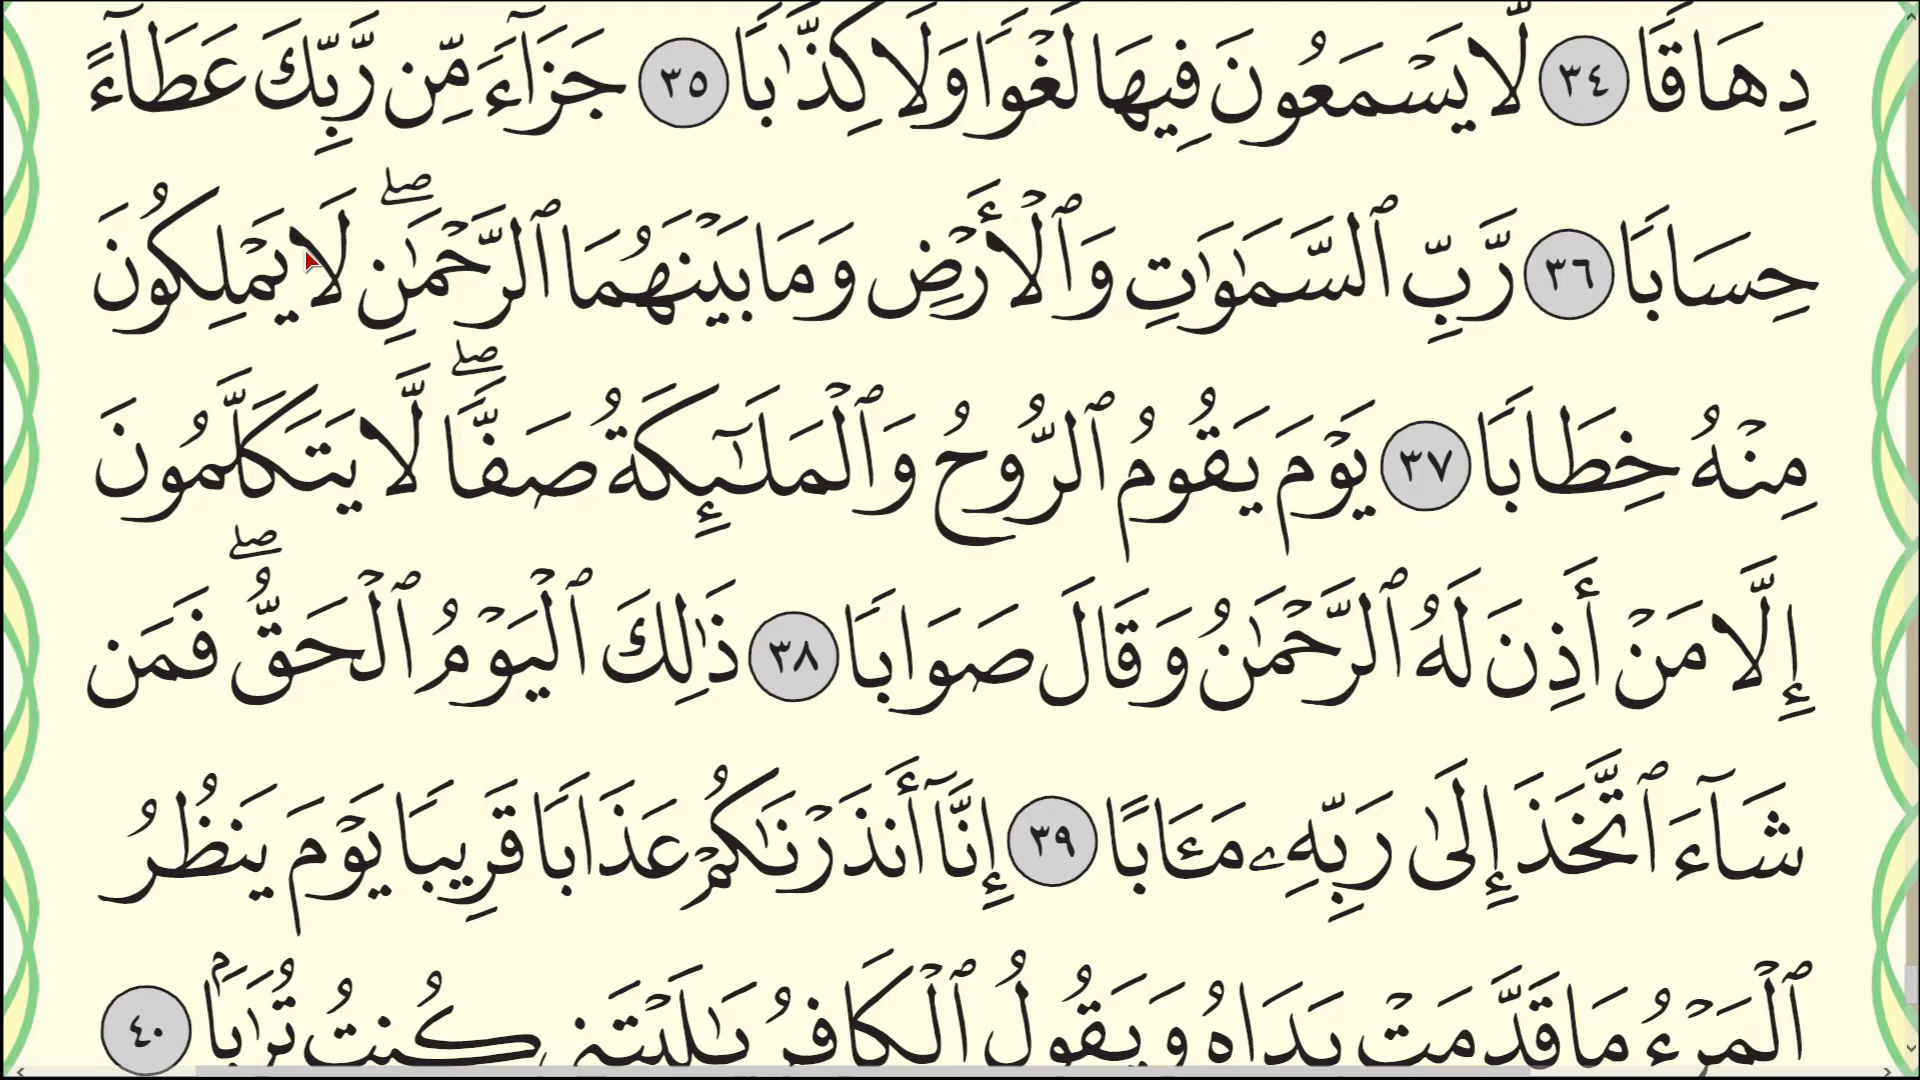 دِهَاقًا ٣٤ لَّا يَسْمَعُونَ فِيهَا لَغْوًا وَلَا كِذَّٰبًا ٣٥ جَزَآءً مِّن رَّبِّكَ عَطَآءً
حِسَابًا ٣٦ رَّبِّ ٱلسَّمَٰوَٰتِ وَٱلْأَرْضِ وَمَا بَيْنَهُمَا ٱلرَّحْمَٰنِ ۖ لَا يَمْلِكُونَ
مِنْهُ خِطَابًا ٣٧ يَوْمَ يَقُومُ ٱلرُّوحُ وَٱلْمَلَٰٓئِكَةُ صَفًّا ۖ لَّا يَتَكَلَّمُونَ
إِلَّا مَنْ أَذِنَ لَهُ ٱلرَّحْمَٰنُ وَقَالَ صَوَابًا ٣٨ ذَٰلِكَ ٱلْيَوْمُ ٱلْحَقُّ ۖ فَمَن
شَآءَ ٱتَّخَذَ إِلَىٰ رَبِّهِۦ مَـَٔابًا ٣٩ إِنَّآ أَنذَرْنَٰكُمْ عَذَابًا قَرِيبًا يَوْمَ يَنظُرُ
ٱلْمَرْءُ مَا قَدَّمَتْ يَدَاهُ وَيَقُولُ ٱلْكَافِرُ يَٰلَيْتَنِى كُنتُ تُرَٰبًۢا ٤٠